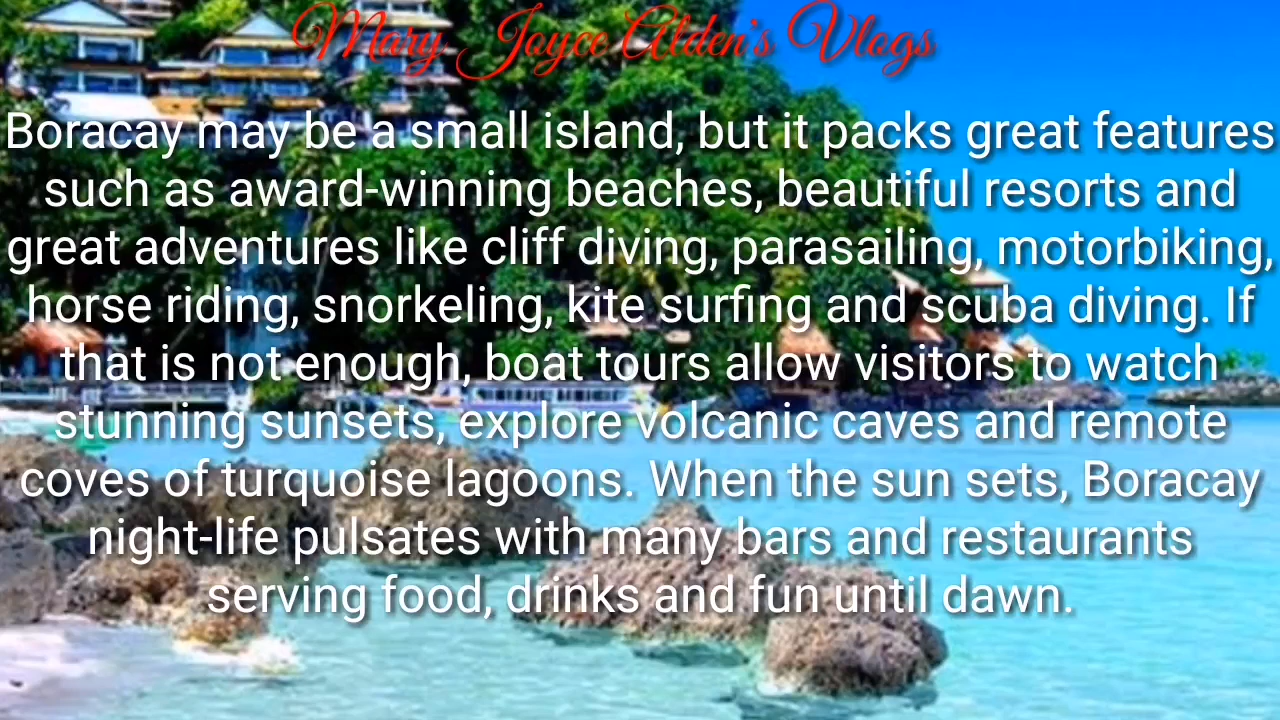 Mary Joyce Alden's Vlogs
Boracay may be a small island, but it packs great features
such as award-winning beaches, beautiful resorts and
great adventures like cliff diving, parasailing, motorbiking,
horse riding, snorkeling, kite surfing and scuba diving. If
that is not enough, boat tours allow visitors to watch
stunning sunsets, explore volcanic caves and remote
coves of turquoise lagoons. When the sun sets, Boracay
night-life pulsates with many bars and restaurants
serving food, drinks and fun until dawn.